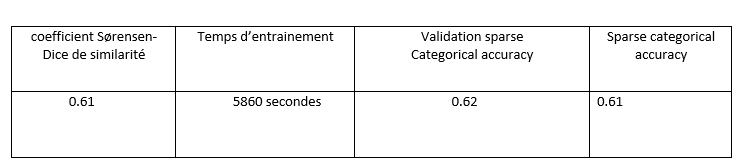 coefficient Sørensen-
Dice de similarité
Temps d'entrainement
Validation sparse
Categorical accuracy
Sparse categorical
accuracy
0.61
5860 secondes
0.62
0.61